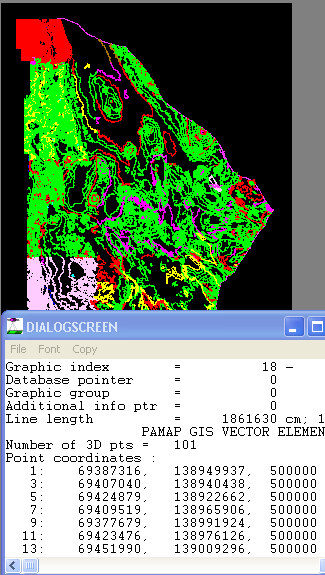 DIALOGSCREEN
File Font Copy
Graphic index = 18 –
Database pointer = 0
Graphic group = 0
Additional info ptr = 0
Line length = 1861630 cm; 1
PAMAP GIS VECTOR ELEMEN
Number of 3D pts = 101
Point coordinates :
1: 69387316, 138949937, 500000
3: 69407040, 138940438, 500000
5: 69424879, 138922662, 500000
7: 69409519, 138965906, 500000
9: 69377679, 138991924, 500000
11: 69423476, 138976126, 500000
13: 69451990, 139009296, 500000